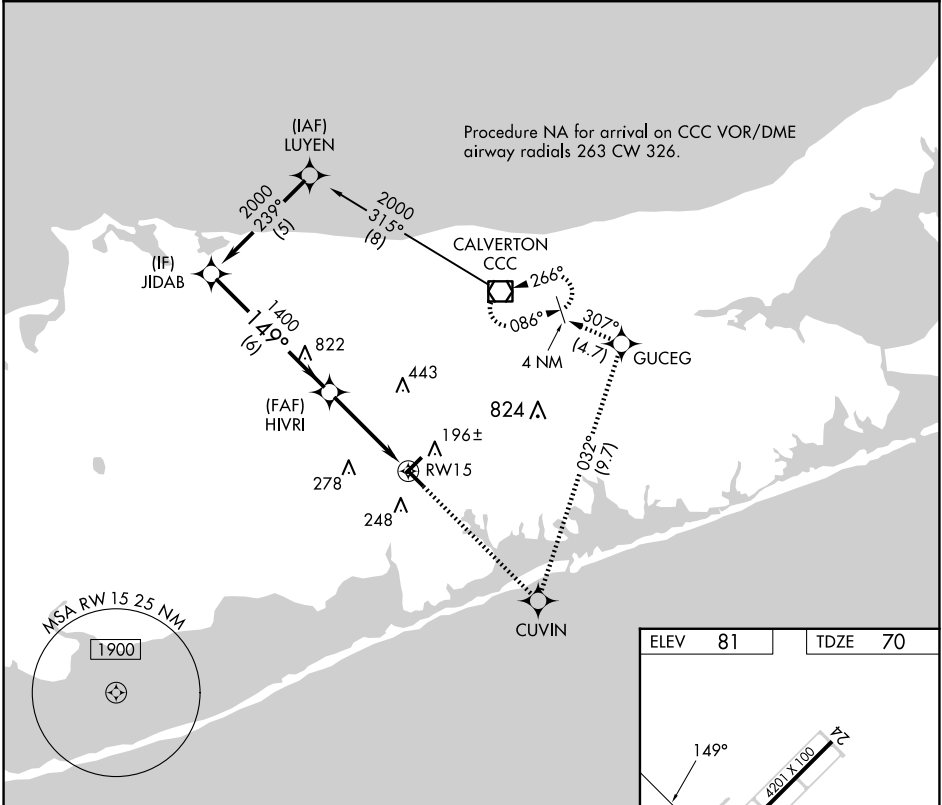 Procedure NA for arrival on CCC VOR/DME
airway radials 263 CW 326.
(IAF)
LUYEN
2000
239°
(5)
2000
315°
(8)
CALVERTON
CCC
(IF)
JIDAB
266°
086°
4 NM
307°
(4.7)
GUCEG
1400
149°
(6)
822
(FAF)
HIVRI
443
824
196±
RW15
278
248
032°
(9.7)
CUVIN
MSA RW 15 25 NM
1900
ELEV 81
TDZE 70
149°
4201 X 100
24